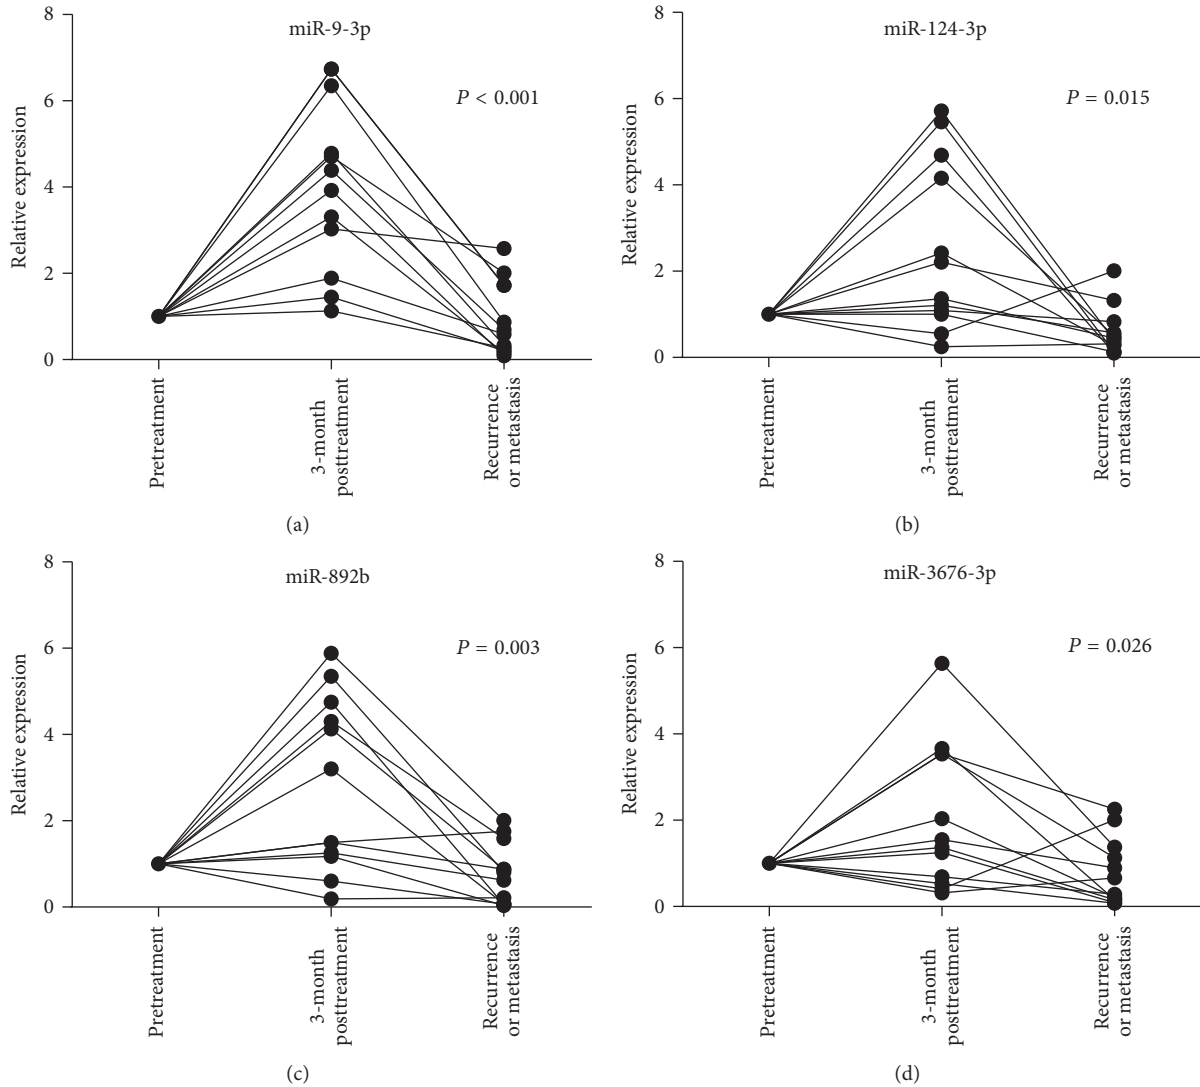 miR-9-3p
P < 0.001
Relative expression
8
6
4
2
0
Pretreatment
3-month
posttreatment
Recurrence
or metastasis
(a)
miR-124-3p
P = 0.015
Relative expression
8
6
4
2
0
Pretreatment
3-month
posttreatment
Recurrence
or metastasis
(b)
miR-892b
P = 0.003
Relative expression
8
6
4
2
0
Pretreatment
3-month
posttreatment
Recurrence
or metastasis
(c)
miR-3676-3p
P = 0.026
Relative expression
8
6
4
2
0
Pretreatment
3-month
posttreatment
Recurrence
or metastasis
(d)